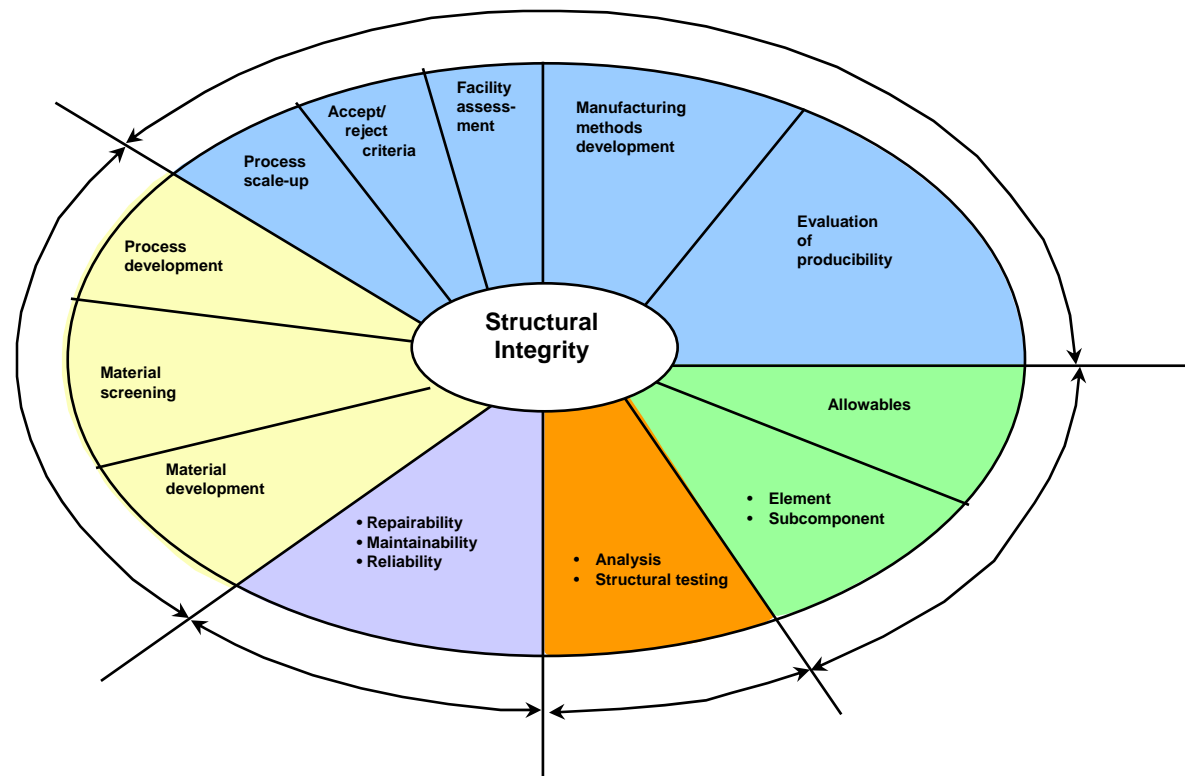 Facility
assess-
ment
Manufacturing
methods
development
Accept/
reject
criteria
Process
scale-up
Evaluation
of
producibility
Process
development
Structural
Integrity
Material
screening
Allowables
Material
development
• Element
• Subcomponent
• Repairability
• Maintainability
• Reliability
• Analysis
• Structural testing